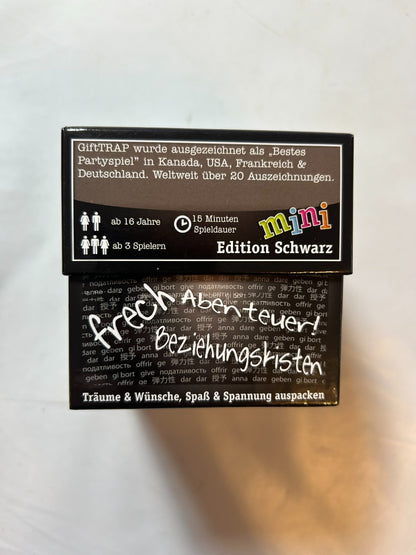 GiftTRAP wurde ausgezeichnet als „Bestes
Partyspiel" in Kanada, USA, Frankreich &
Deutschland. Weltweit über 20 Auszeichnungen.
ab 16 Jahre
15 Minuten
Spieldauer
ab 3 Spielern
mini
Edition Schwarz
frech
Abenteuer!
Beziehungskisten
Träume & Wünsche, Spaß & Spannung auspacken